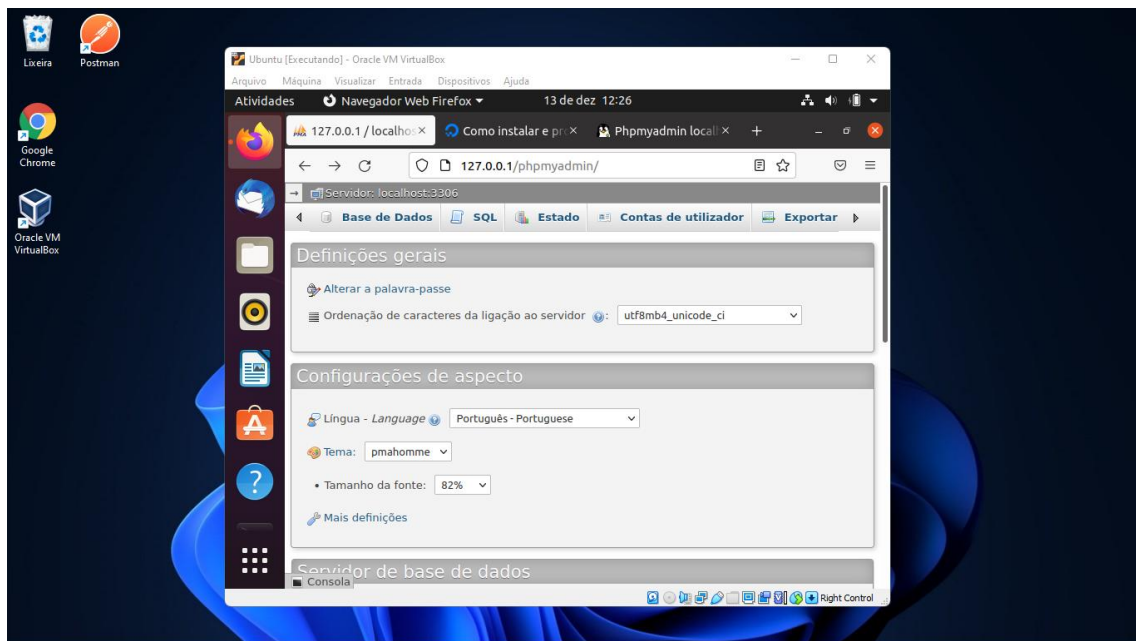 Lixeira
Postman
Google
Chrome
Oracle VM
VirtualBox
Ubuntu [Executando] - Oracle VM VirtualBox
Arquivo Máquina Visualizar Entrada Dispositivos Ajuda
Atividades Navegador Web Firefox 13 de dez 12:26
127.0.0.1 / localhos Como instalar e pro Phpmyadmin locall
127.0.0.1/phpmyadmin/
Servidor: localhost:3306
Base de Dados SQL Estado Contas de utilizador Exportar
Definições gerais
Alterar a palavra-passe
Ordenação de caracteres da ligação ao servidor : utf8mb4_unicode_ci
Configurações de aspecto
Língua - Language Português - Portuguese
Tema: pmahomme
• Tamanho da fonte: 82%
Mais definições
Servidor de base de dados
Consola
Right Control